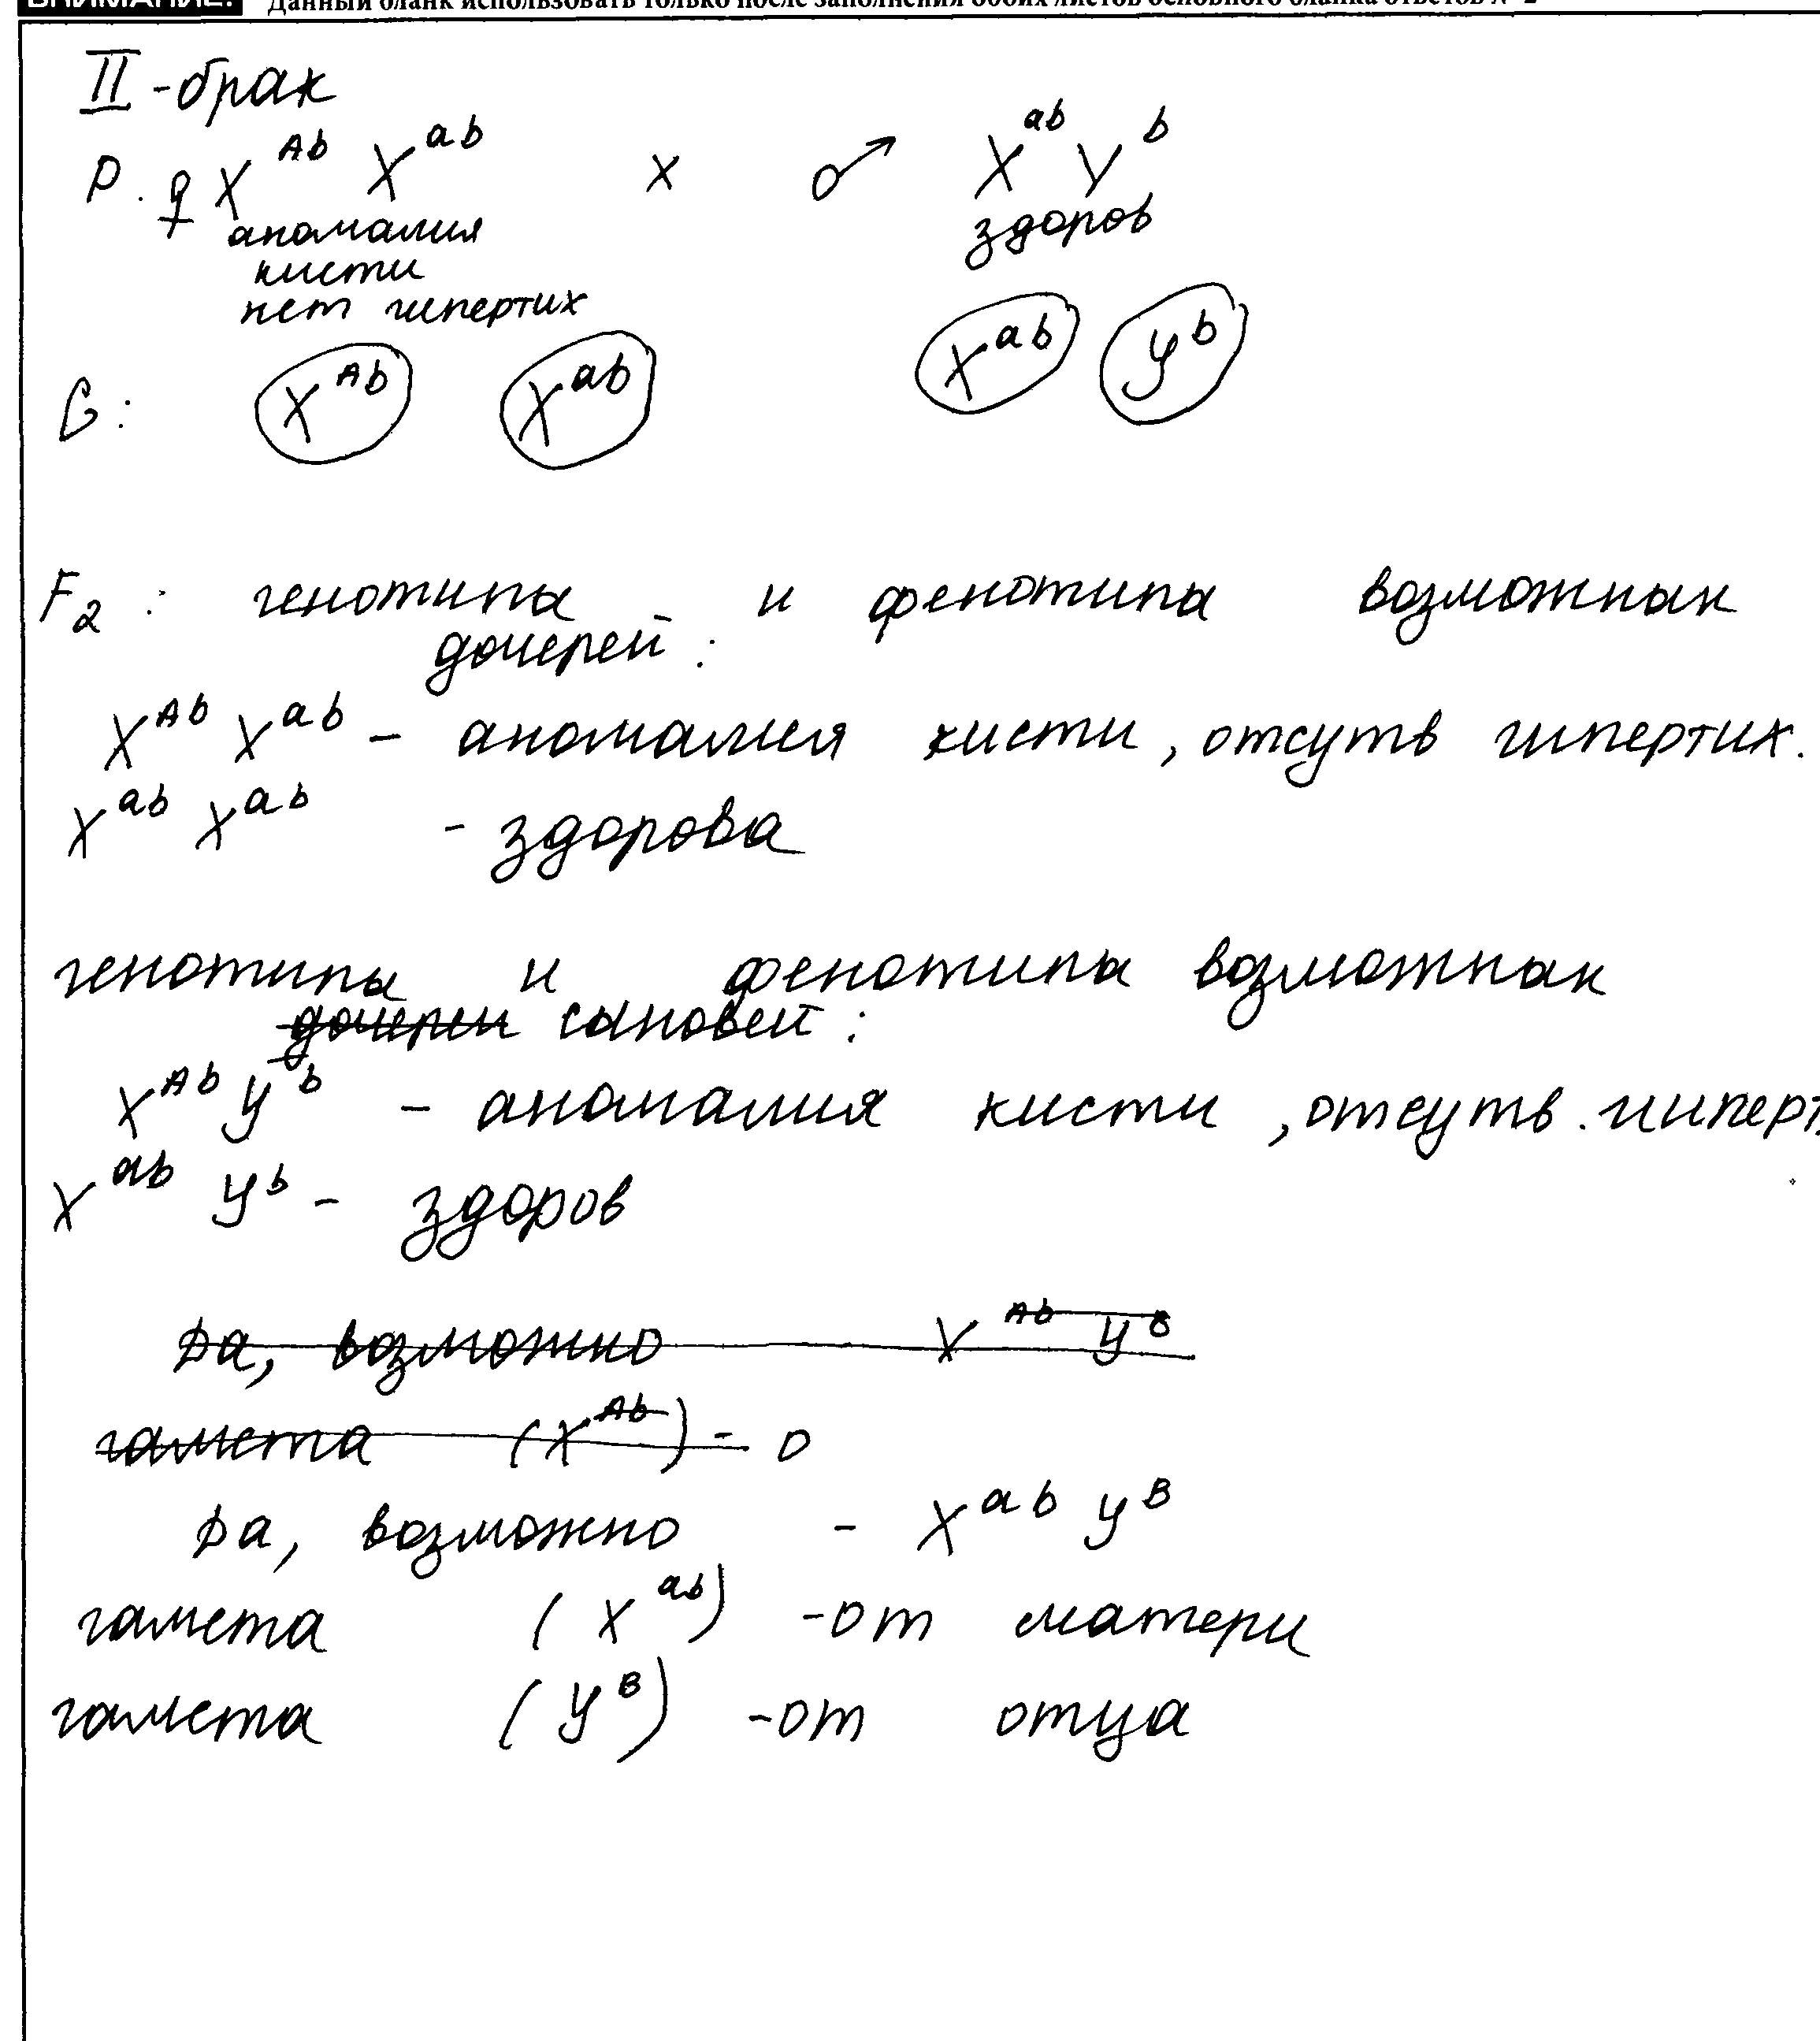 ВНИМАНИЕ! Данный бланк использовать только после заполнения обоих листов основного бланка ответов № 2
II - брак
P. ♀ X^Ab X^ab x ♂ X^ab Y^b
аномалия здоров
кисти
нет гипертих
G: X^Ab X^ab X^ab Y^b
F2 : генотипы и фенотипы возможных
дочерей :
X^Ab X^ab – аномалия кисти, отсутв гипертих.
X^ab X^ab - здорова
генотипы и фенотипы возможных
дочерей сыновей :
X^Ab Y^b – аномалия кисти, отсутв. гиперт
X^ab Y^b – здоров
Да, возможно X^Ab Y^B
гамета (X^Ab) - о
Да, возможно - X^ab Y^B
гамета (X^ab) - от матери
гамета (Y^B) - от отца